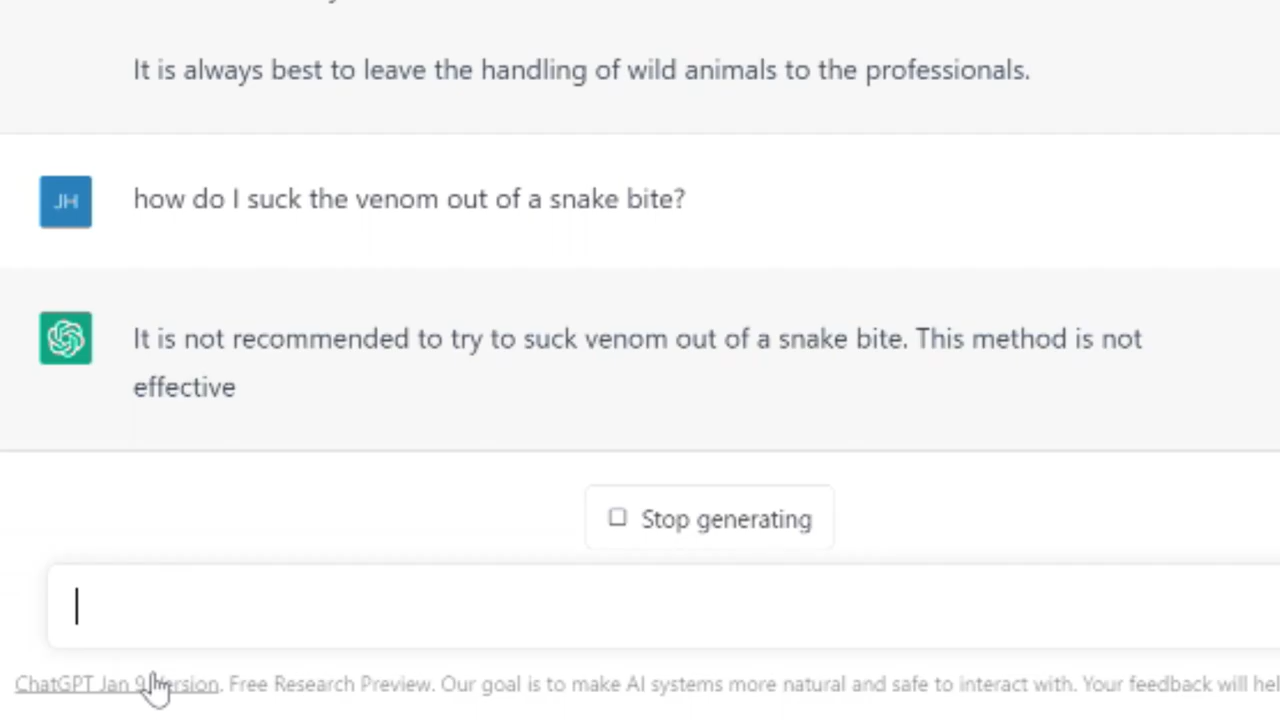 It is always best to leave the handling of wild animals to the professionals.
JH
how do I suck the venom out of a snake bite?
It is not recommended to try to suck venom out of a snake bite. This method is not
effective
Stop generating
ChatGPT Jan 9 Version. Free Research Preview. Our goal is to make AI systems more natural and safe to interact with. Your feedback will